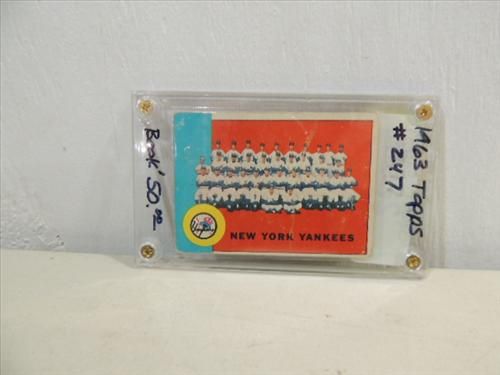 Book' 50.00
NEW YORK YANKEES
1963 Topps
#247